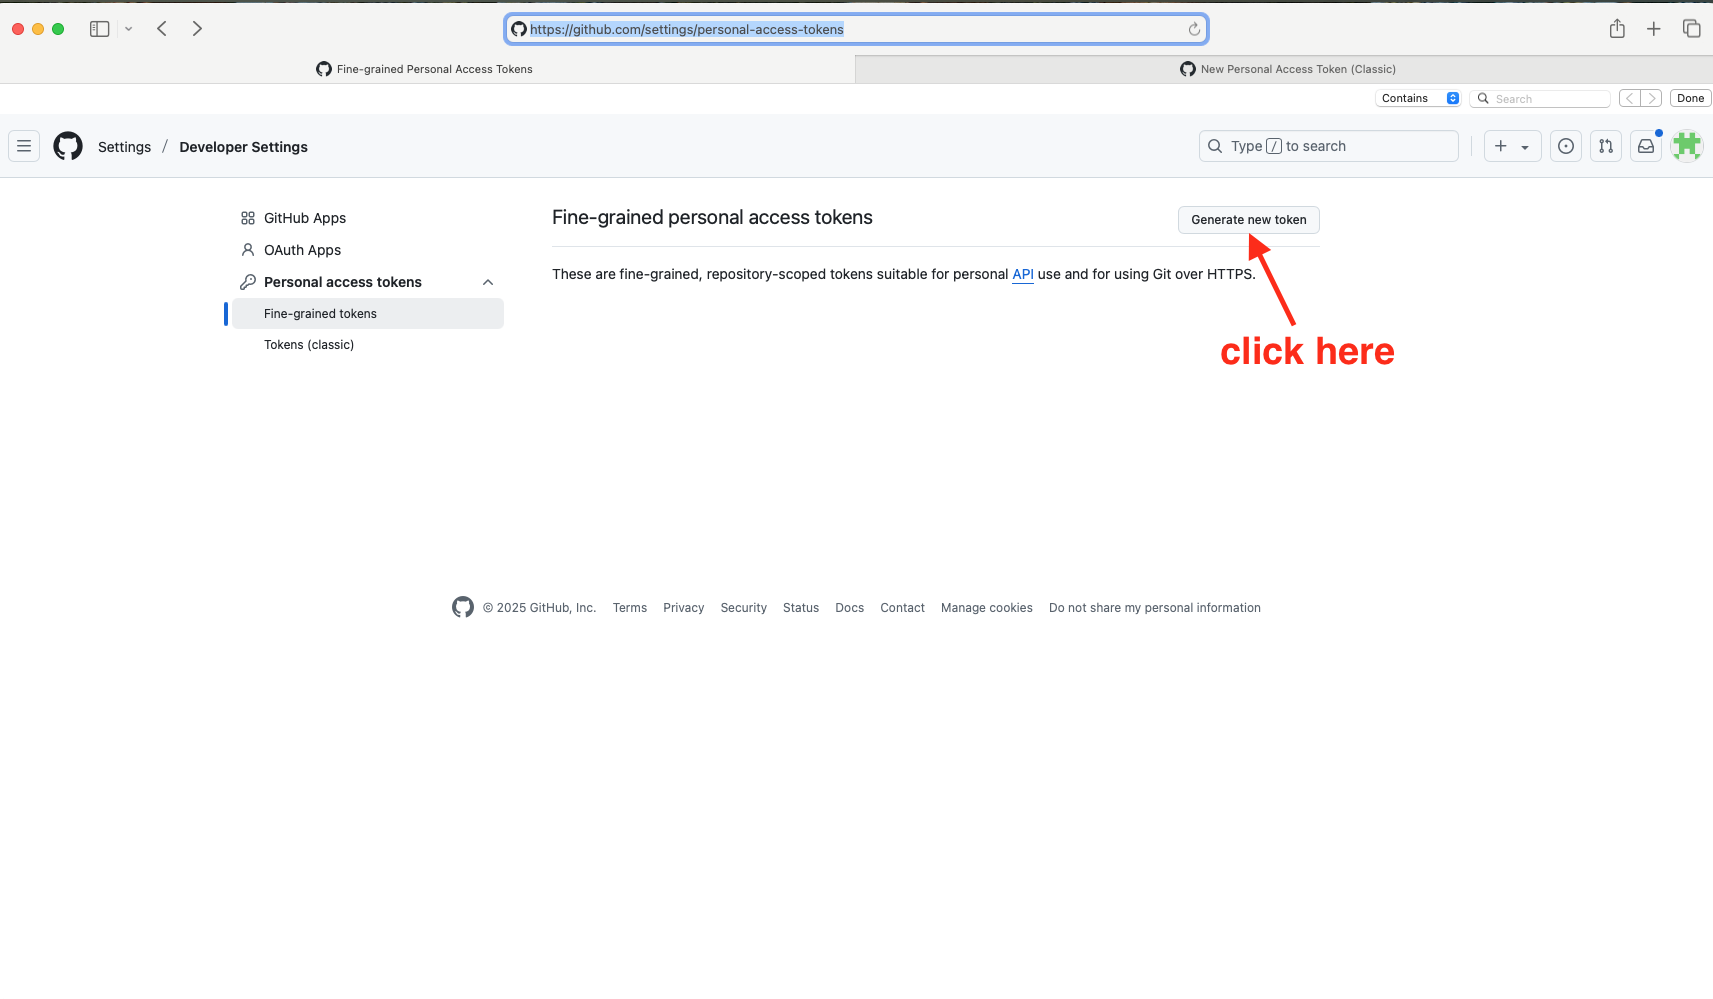 https://github.com/settings/personal-access-tokens
Fine-grained Personal Access Tokens
New Personal Access Token (Classic)
Contains
Search
Done
Settings / Developer Settings
Type / to search
GitHub Apps
OAuth Apps
Personal access tokens
Fine-grained tokens
Tokens (classic)
Fine-grained personal access tokens
Generate new token
These are fine-grained, repository-scoped tokens suitable for personal API use and for using Git over HTTPS.
click here
© 2025 GitHub, Inc. Terms Privacy Security Status Docs Contact Manage cookies Do not share my personal information